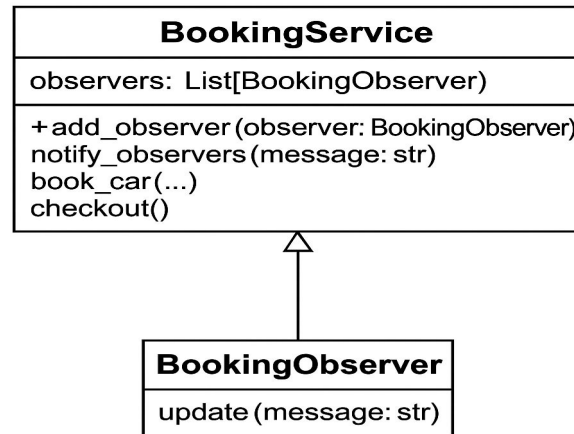 BookingService
observers: List[BookingObserver)
+add_observer(observer: BookingObserver)
notify_observers(message: str)
book_car(...)
checkout()
BookingObserver
update(message: str)